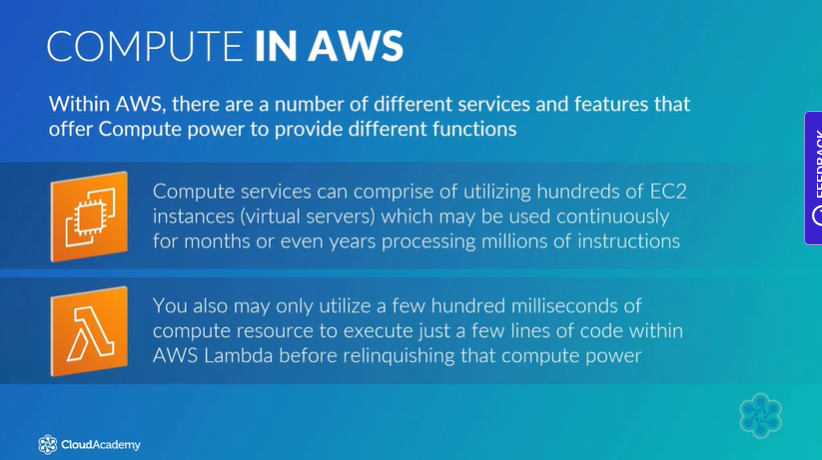 COMPUTE IN AWS
Within AWS, there are a number of different services and features that
offer Compute power to provide different functions
Compute services can comprise of utilizing hundreds of EC2
instances (virtual servers) which may be used continuously
for months or even years processing millions of instructions
You also may only utilize a few hundred milliseconds of
compute resource to execute just a few lines of code within
AWS Lambda before relinquishing that compute power
CloudAcademy
FEEDBACK